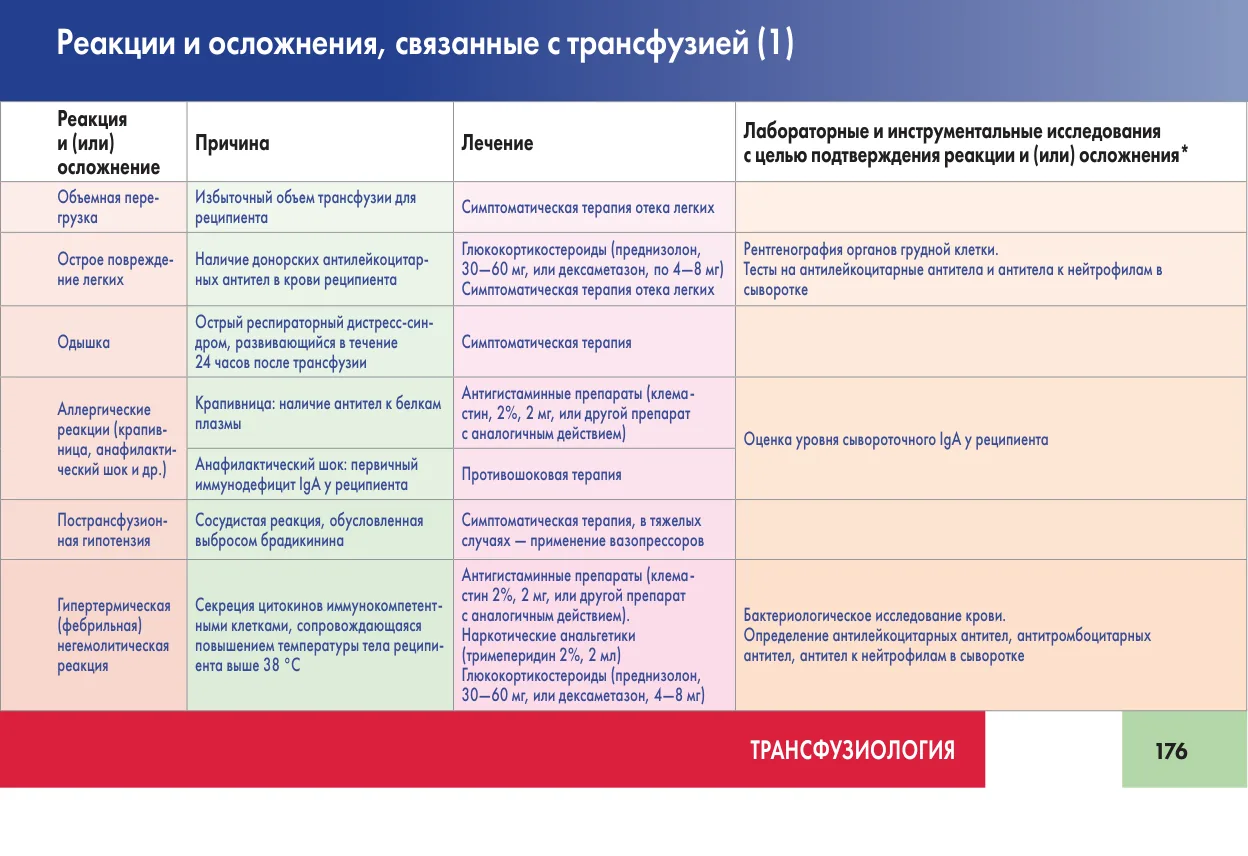 Реакции и осложнения, связанные с трансфузией (1)
Реакция
и (или)
осложнение
Причина
Лечение
Лабораторные и инструментальные исследования
с целью подтверждения реакции и (или) осложнения*
Объемная пере-
грузка
Избыточный объем трансфузии для
реципиента
Симптоматическая терапия отека легких
Острое поврежде-
ние легких
Наличие донорских антилейкоцитар-
ных антител в крови реципиента
Глюкокортикостероиды (преднизолон,
30—60 мг, или дексаметазон, по 4—8 мг)
Симптоматическая терапия отека легких
Рентгенография органов грудной клетки.
Тесты на антилейкоцитарные антитела и антитела к нейтрофилам в
сыворотке
Одышка
Острый респираторный дистресс-син-
дром, развивающийся в течение
24 часов после трансфузии
Симптоматическая терапия
Аллергические
реакции (крапив-
ница, анафилакти-
ческий шок и др.)
Крапивница: наличие антител к белкам
плазмы
Антигистаминные препараты (клема-
стин, 2%, 2 мг, или другой препарат
с аналогичным действием)
Оценка уровня сывороточного IgA у реципиента
Анафилактический шок: первичный
иммунодефицит IgA у реципиента
Противошоковая терапия
Пострансфузион-
ная гипотензия
Сосудистая реакция, обусловленная
выбросом брадикинина
Симптоматическая терапия, в тяжелых
случаях — применение вазопрессоров
Гипертермическая
(фебрильная)
негемолитическая
реакция
Секреция цитокинов иммунокомпетент-
ными клетками, сопровождающаяся
повышением температуры тела реципи-
ента выше 38 °C
Антигистаминные препараты (клема-
стин 2%, 2 мг, или другой препарат
с аналогичным действием).
Наркотические анальгетики
(тримеперидин 2%, 2 мл)
Глюкокортикостероиды (преднизолон,
30—60 мг, или дексаметазон, 4—8 мг)
Бактериологическое исследование крови.
Определение антилейкоцитарных антител, антитромбоцитарных
антител, антител к нейтрофилам в сыворотке
ТРАНСФУЗИОЛОГИЯ
176